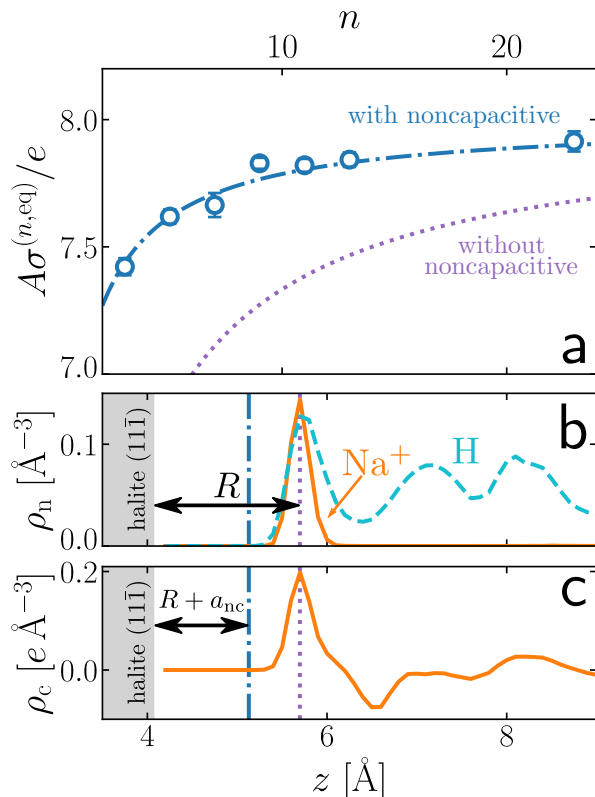 n
10 20
8.0
7.5
7.0
Aσ^(n,eq)/e
with noncapacitive
without
noncapacitive
a
0.1
0.0
ρ_n [Å^−3]
halite (111̄)
R
Na^+
H
b
0.2
0.0
ρ_c [e Å^−3]
halite (111̄)
R + a_nc
c
4 6 8
z [Å]